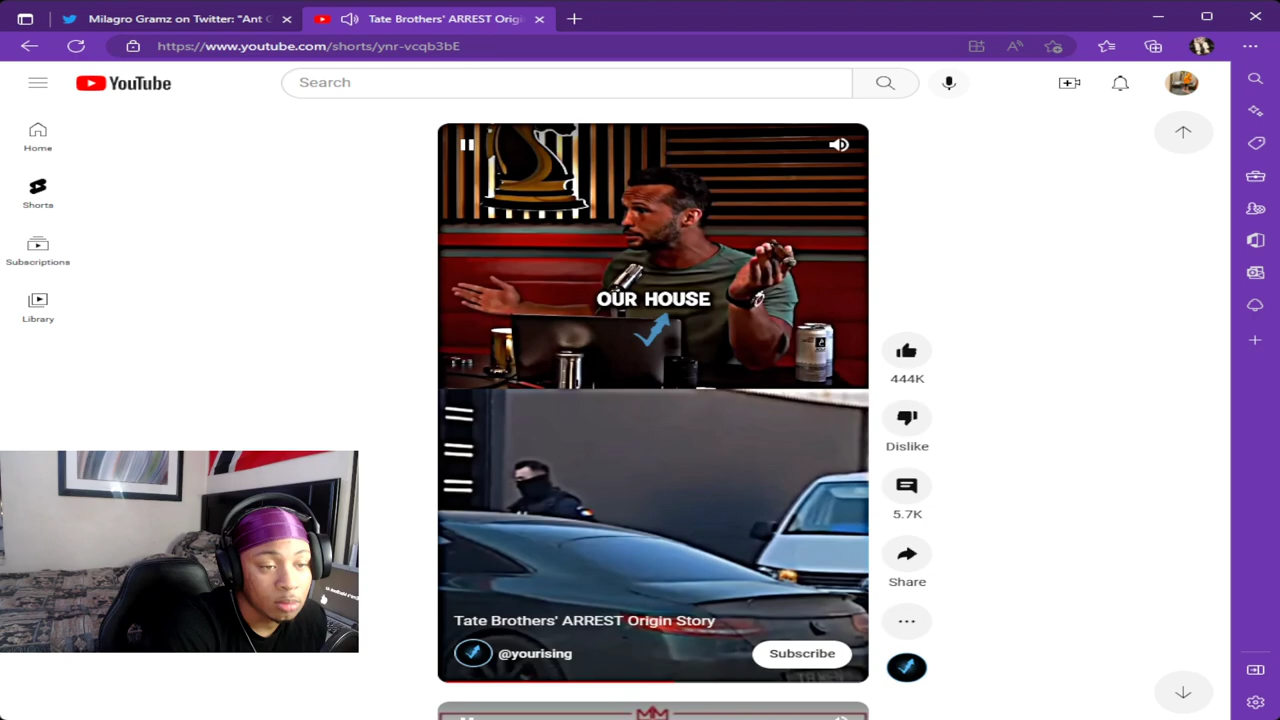 Milagro Gramz on Twitter: "Ant G
Tate Brothers' ARREST Origi
https://www.youtube.com/shorts/ynr-vcqb3bE
YouTube
Search
Home
Shorts
Subscriptions
Library
OUR HOUSE
444K
Dislike
5.7K
Share
Tate Brothers' ARREST Origin Story
@yourising
Subscribe